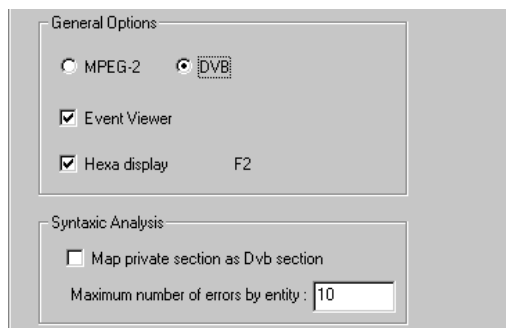 General Options
MPEG-2 DVB
Event Viewer
Hexa display F2
Syntaxic Analysis
Map private section as Dvb section
Maximum number of errors by entity : 10